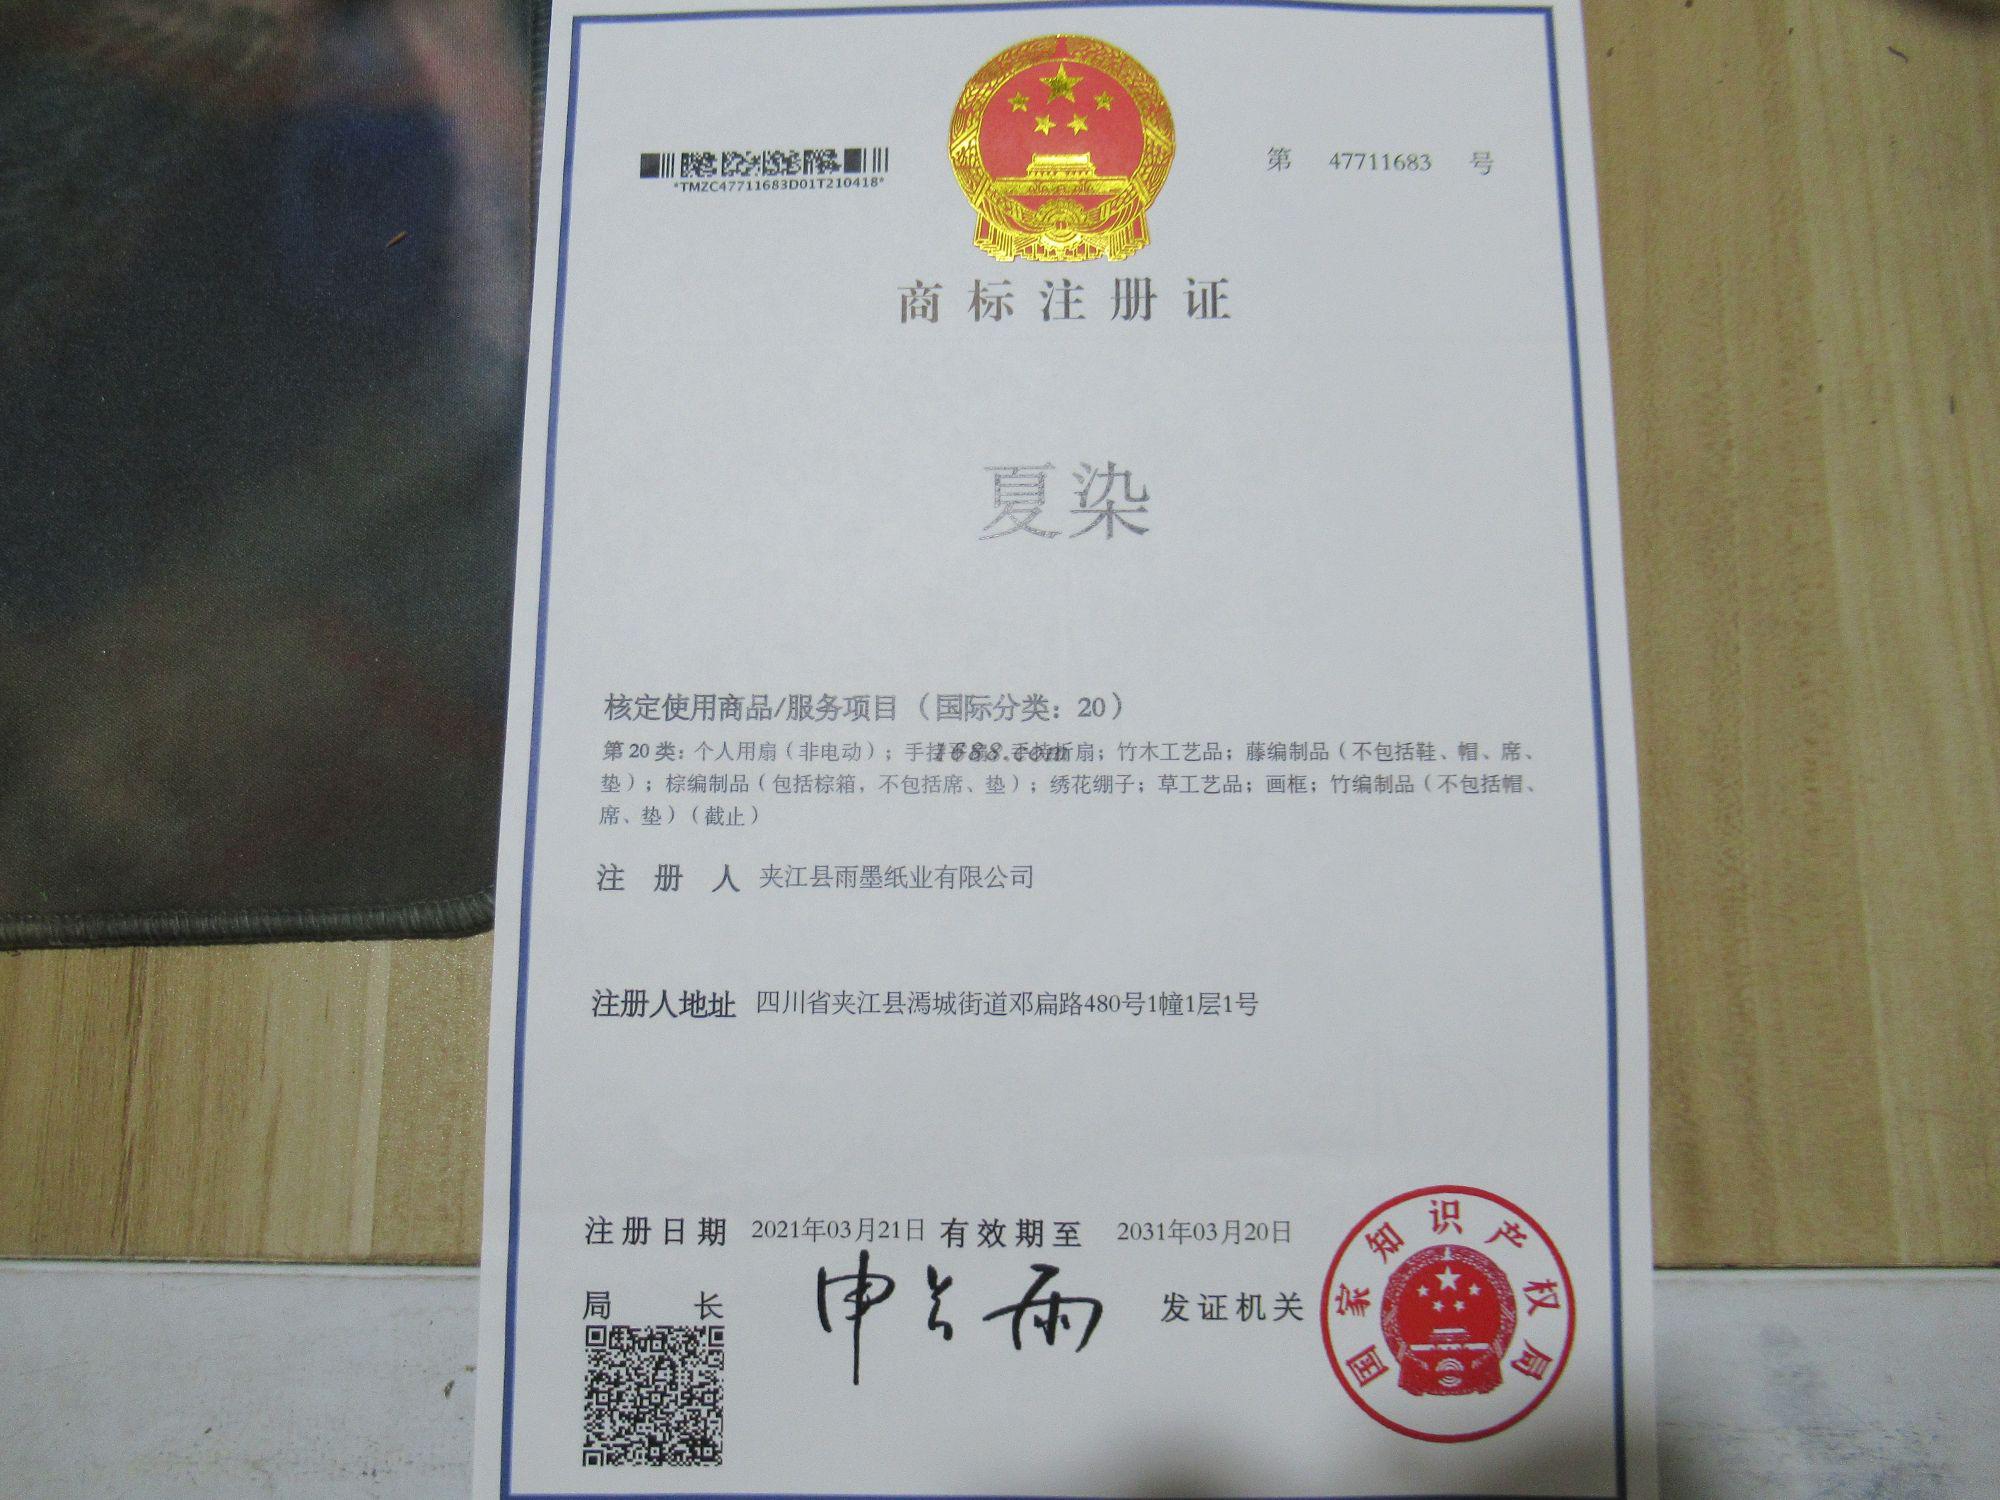 *TMZC47711683D01T210418*
第 47711683 号
商标注册证
夏染
核定使用商品/服务项目（国际分类：20）
第20类：个人用扇（非电动）；手持 1688.com 折扇；竹木工艺品；藤编制品（不包括鞋、帽、席、
垫）；棕编制品（包括棕箱，不包括席、垫）；绣花绷子；草工艺品；画框；竹编制品（不包括帽、
席、垫）（截止）
注册人 夹江县雨墨纸业有限公司
注册人地址 四川省夹江县漹城街道邓扁路480号1幢1层1号
注册日期 2021年03月21日 有效期至 2031年03月20日
局长 申长雨 发证机关
国家知识产权局